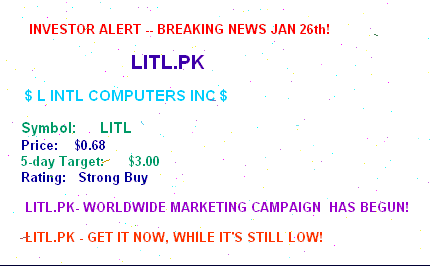 INVESTOR ALERT -- BREAKING NEWS JAN 26th!
LITL.PK
$ L INTL COMPUTERS INC $
Symbol: LITL
Price: $0.68
5-day Target: $3.00
Rating: Strong Buy
LITL.PK- WORLDWIDE MARKETING CAMPAIGN HAS BEGUN!
LITL.PK - GET IT NOW, WHILE IT'S STILL LOW!